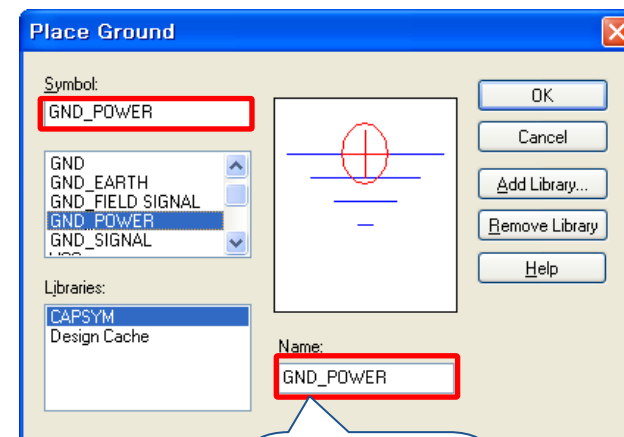 Place Ground
Symbol:
GND_POWER
GND
GND_EARTH
GND_FIELD SIGNAL
GND_POWER
GND_SIGNAL
Libraries:
CAPSYM
Design Cache
Name:
GND_POWER
OK
Cancel
Add Library...
Remove Library
Help